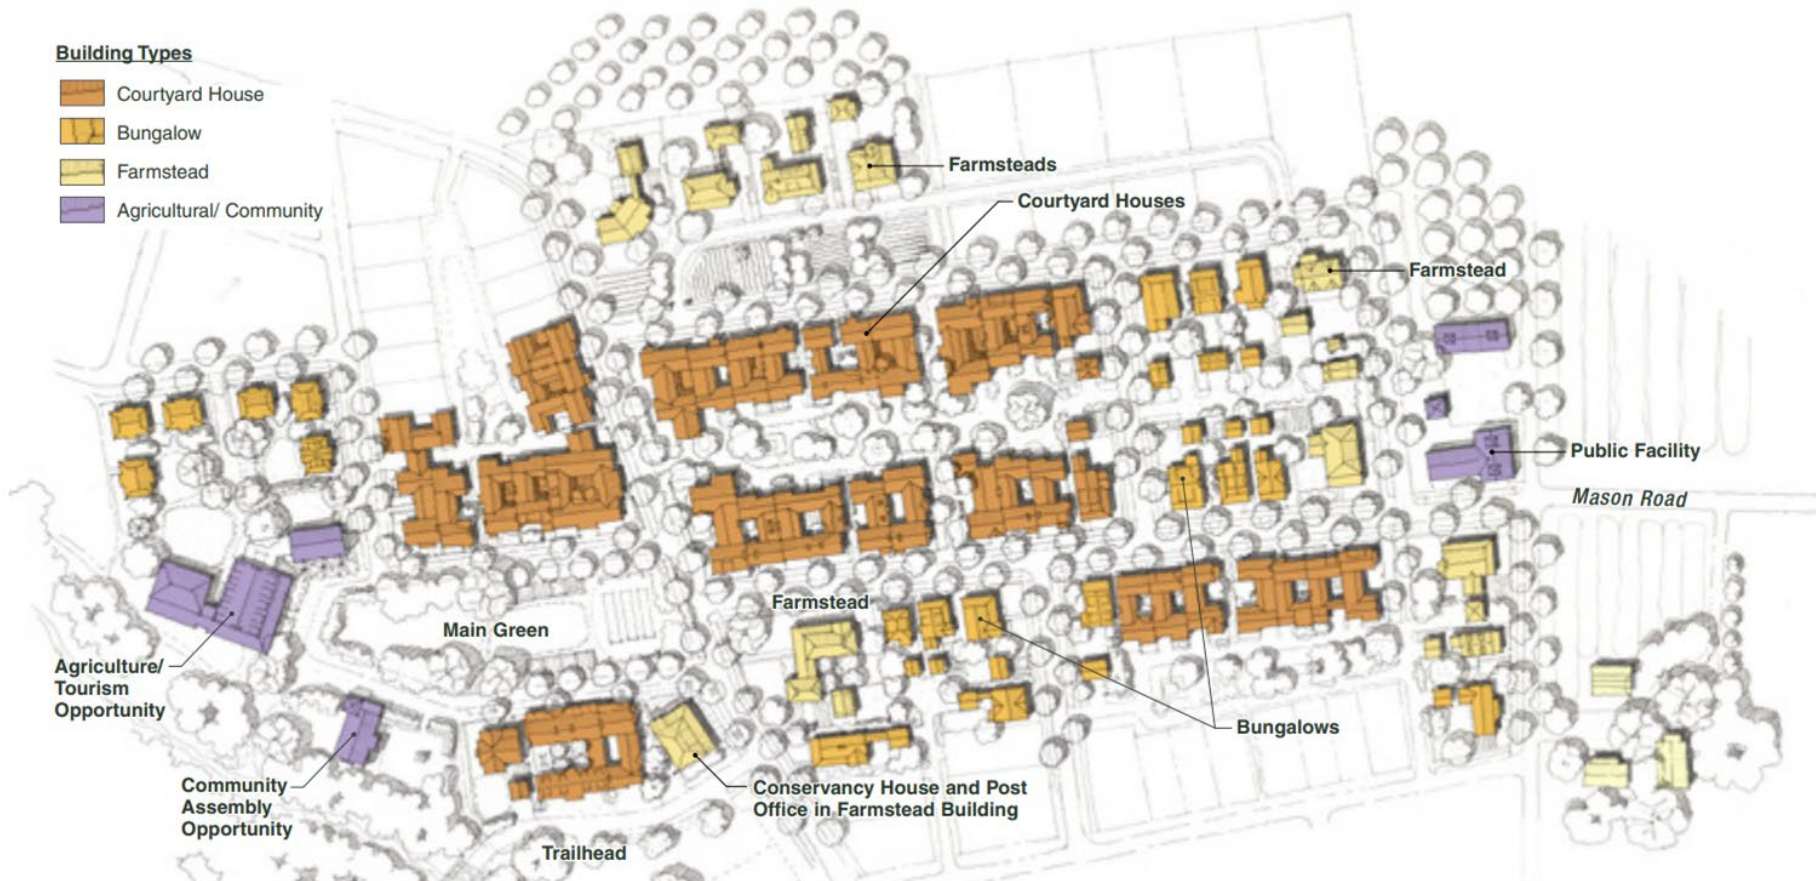 Building Types
Courtyard House
Bungalow
Farmstead
Agricultural/ Community
Farmsteads
Courtyard Houses
Farmstead
Public Facility
Mason Road
Farmstead
Main Green
Agriculture/
Tourism
Opportunity
Bungalows
Community
Assembly
Opportunity
Conservancy House and Post
Office in Farmstead Building
Trailhead